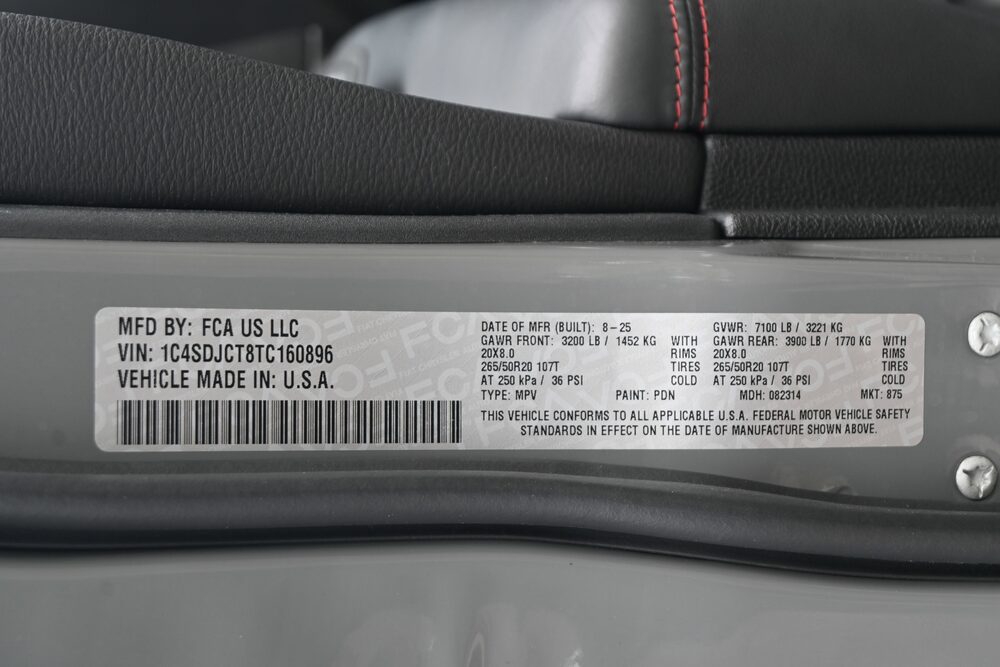 MFD BY: FCA US LLC
VIN: 1C4SDJCT8TC160896
VEHICLE MADE IN: U.S.A.
DATE OF MFR (BUILT): 8-25 GVWR: 7100 LB / 3221 KG
GAWR FRONT: 3200 LB / 1452 KG WITH GAWR REAR: 3900 LB / 1770 KG WITH
20X8.0 RIMS 20X8.0 RIMS
265/50R20 107T TIRES 265/50R20 107T TIRES
AT 250 kPa / 36 PSI COLD AT 250 kPa / 36 PSI COLD
TYPE: MPV PAINT: PDN MDH: 082314 MKT: 875
THIS VEHICLE CONFORMS TO ALL APPLICABLE U.S.A. FEDERAL MOTOR VEHICLE SAFETY
STANDARDS IN EFFECT ON THE DATE OF MANUFACTURE SHOWN ABOVE.